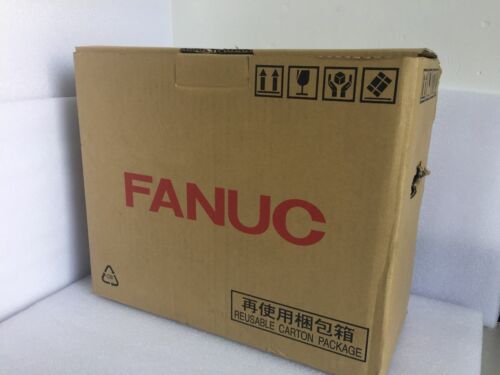 FANUC
再使用梱包箱
REUSABLE CARTON PACKAGE